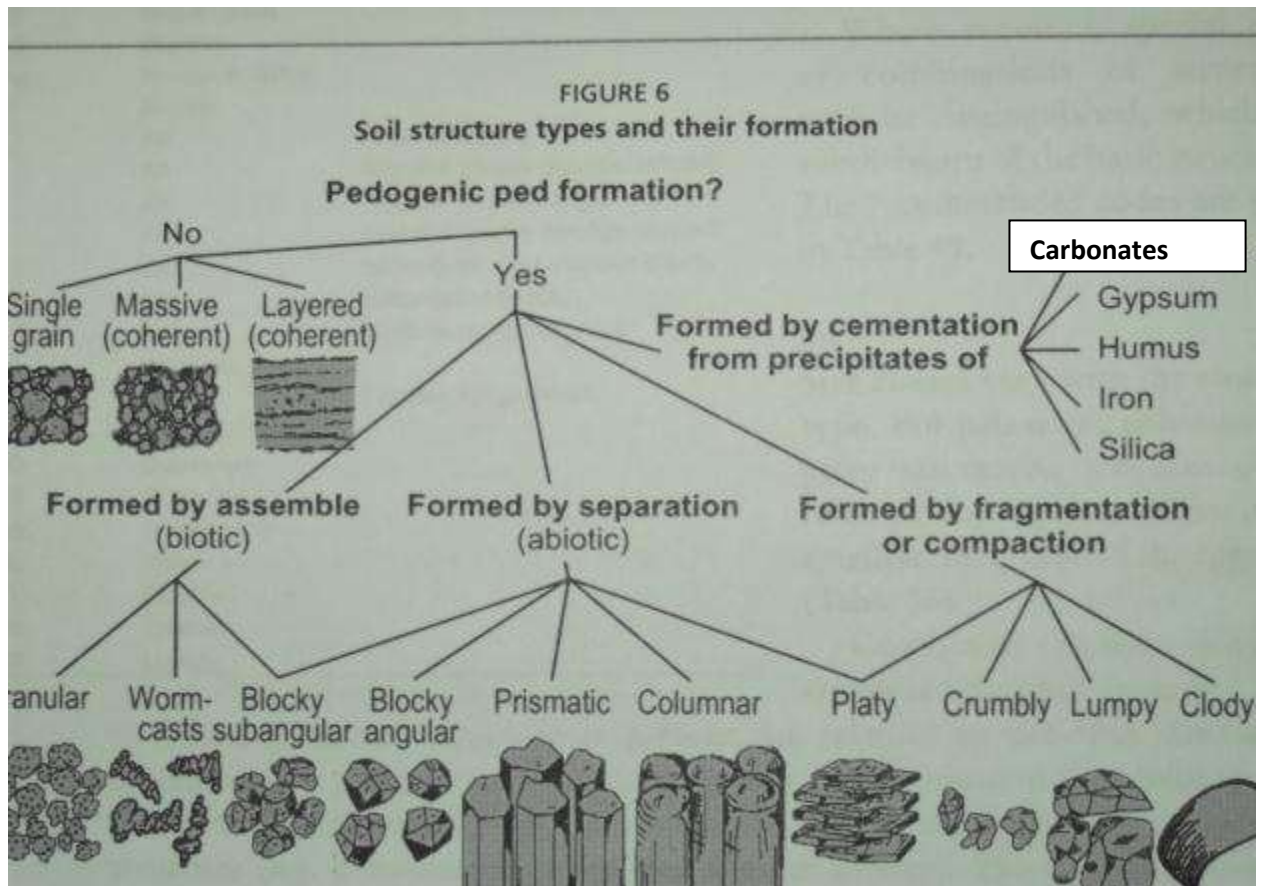 FIGURE 6
Soil structure types and their formation
Pedogenic ped formation?
No
Yes
Single grain
Massive (coherent)
Layered (coherent)
Formed by cementation
from precipitates of
Carbonates
Gypsum
Humus
Iron
Silica
Formed by assemble
(biotic)
Formed by separation
(abiotic)
Formed by fragmentation
or compaction
anular
Worm-
casts
Blocky
subangular
Blocky
angular
Prismatic
Columnar
Platy
Crumbly
Lumpy
Clody